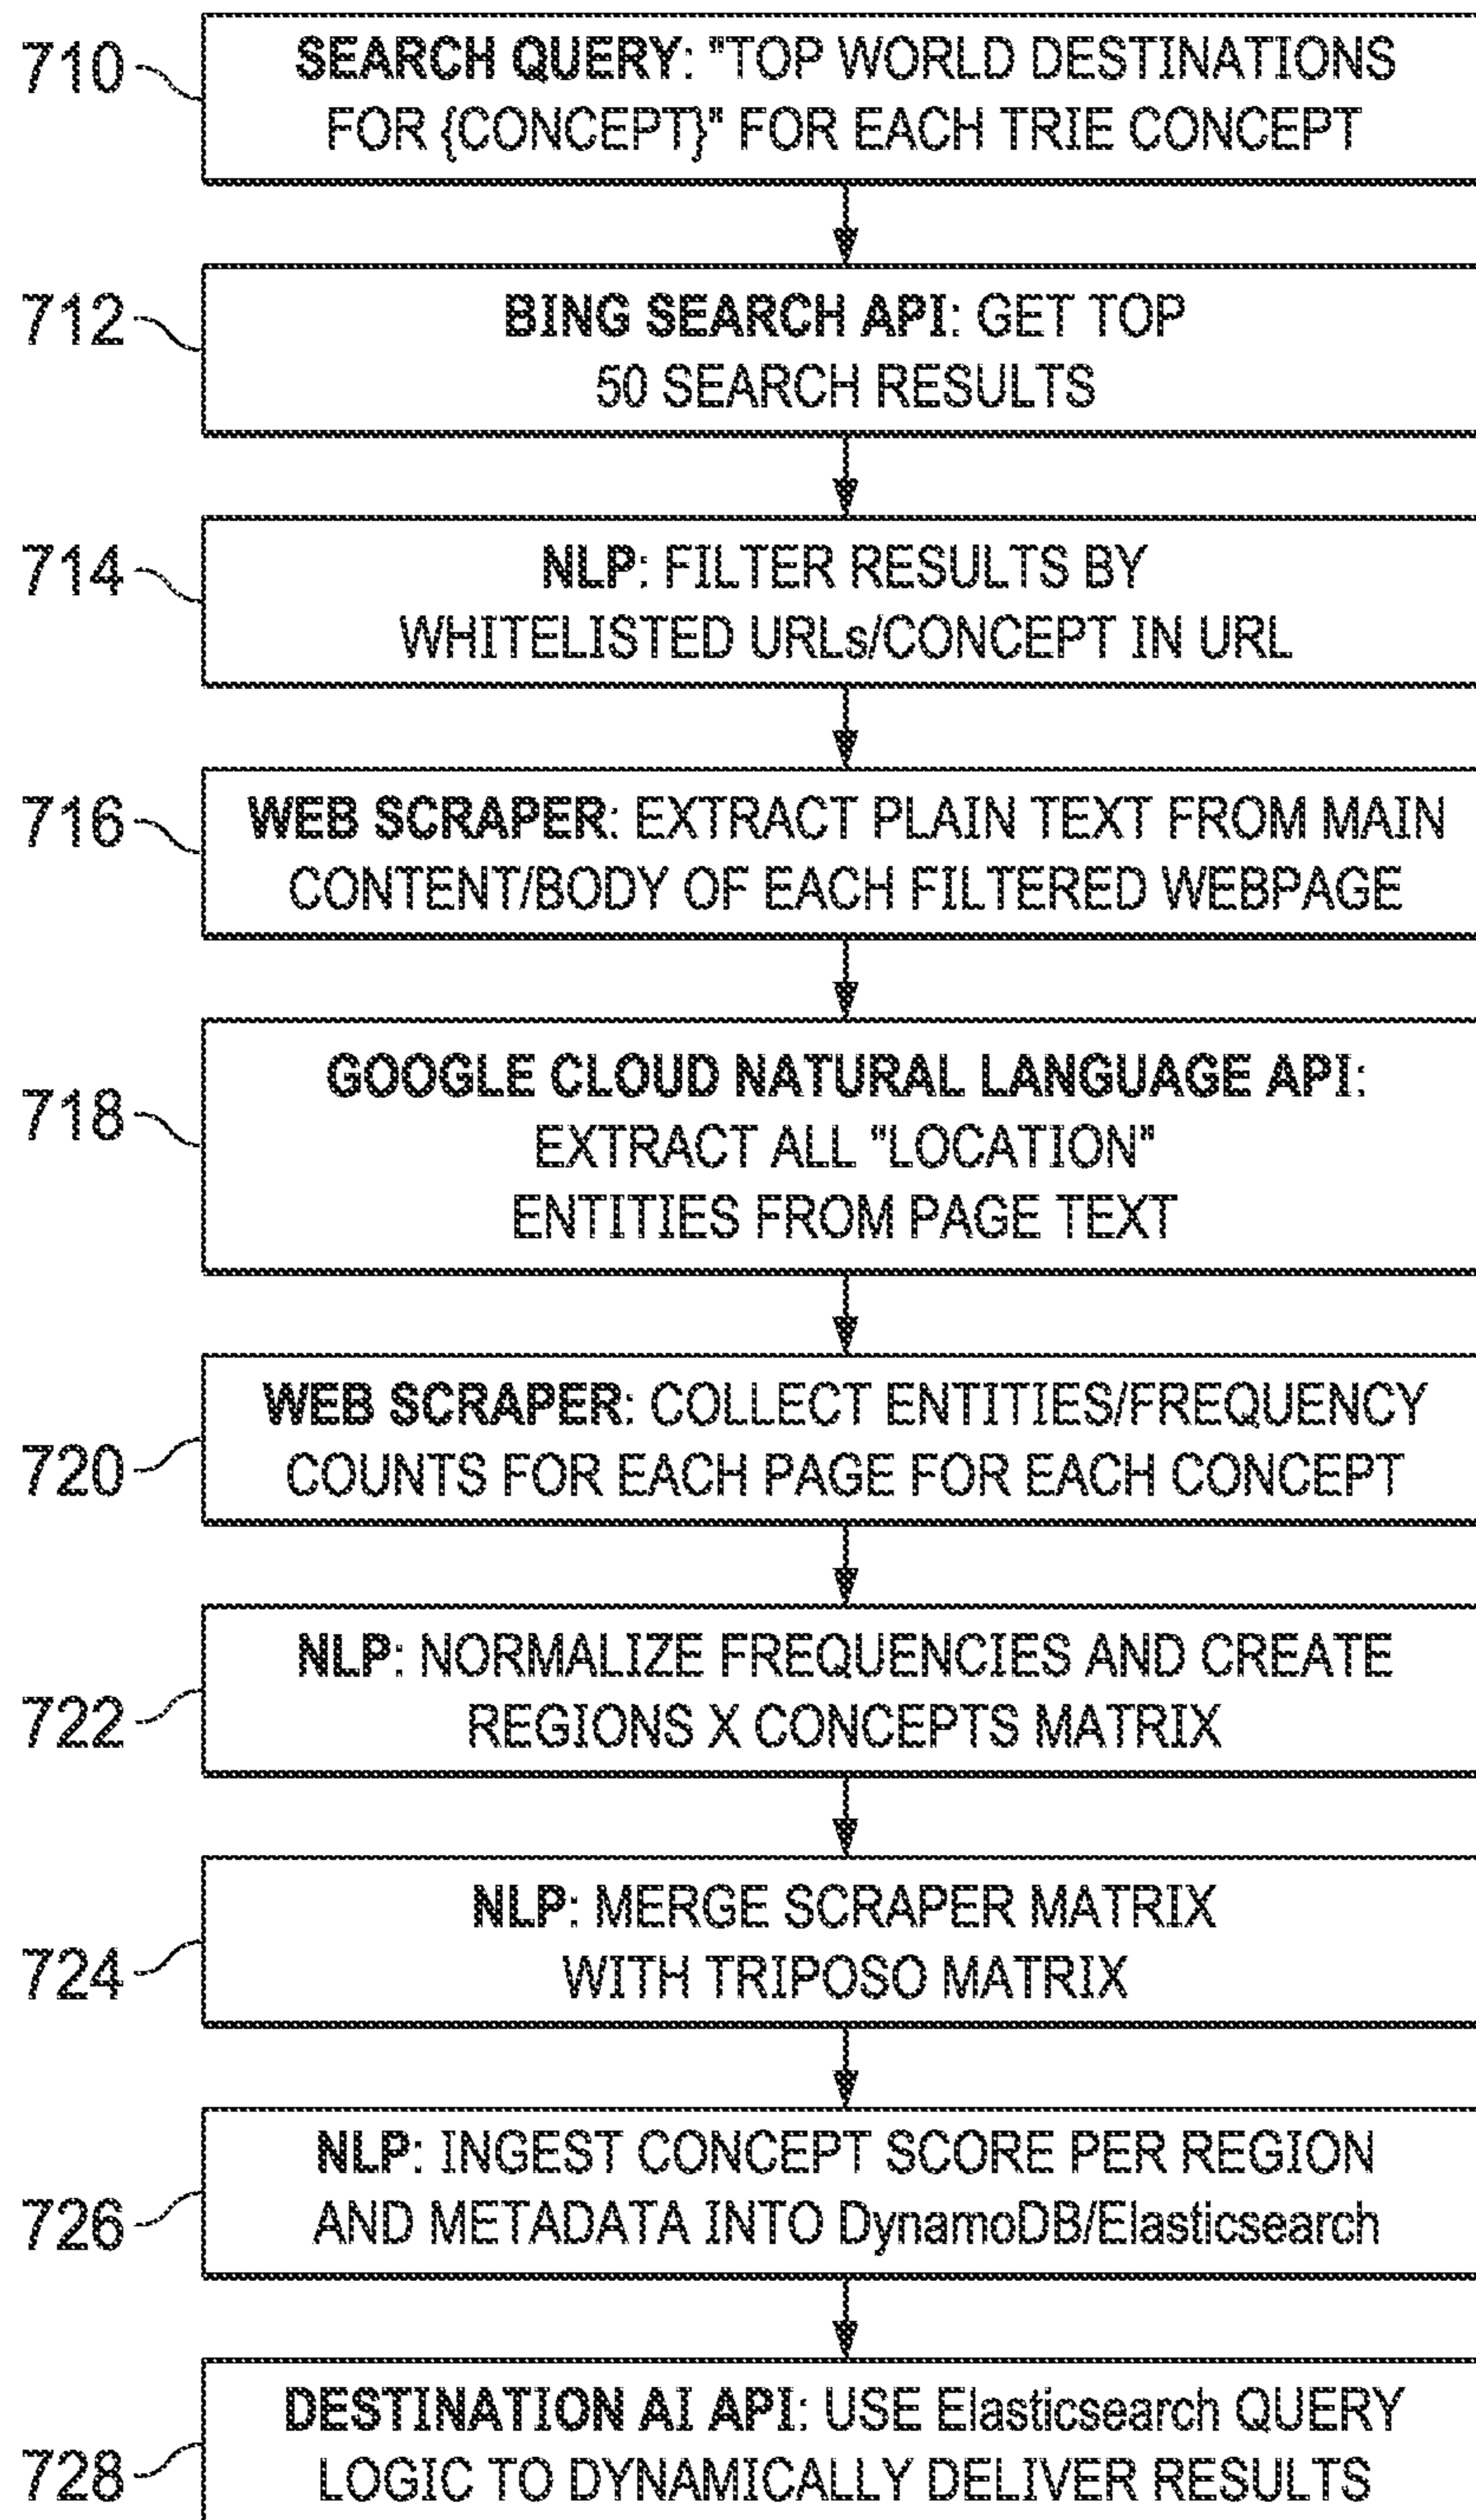 710
SEARCH QUERY: "TOP WORLD DESTINATIONS
FOR {CONCEPT}" FOR EACH TRIE CONCEPT
712
BING SEARCH API: GET TOP
50 SEARCH RESULTS
714
NLP: FILTER RESULTS BY
WHITELISTED URLs/CONCEPT IN URL
716
WEB SCRAPER: EXTRACT PLAIN TEXT FROM MAIN
CONTENT/BODY OF EACH FILTERED WEBPAGE
718
GOOGLE CLOUD NATURAL LANGUAGE API:
EXTRACT ALL "LOCATION"
ENTITIES FROM PAGE TEXT
720
WEB SCRAPER: COLLECT ENTITIES/FREQUENCY
COUNTS FOR EACH PAGE FOR EACH CONCEPT
722
NLP: NORMALIZE FREQUENCIES AND CREATE
REGIONS X CONCEPTS MATRIX
724
NLP: MERGE SCRAPER MATRIX
WITH TRIPOSO MATRIX
726
NLP: INGEST CONCEPT SCORE PER REGION
AND METADATA INTO DynamoDB/Elasticsearch
728
DESTINATION AI API: USE Elasticsearch QUERY
LOGIC TO DYNAMICALLY DELIVER RESULTS